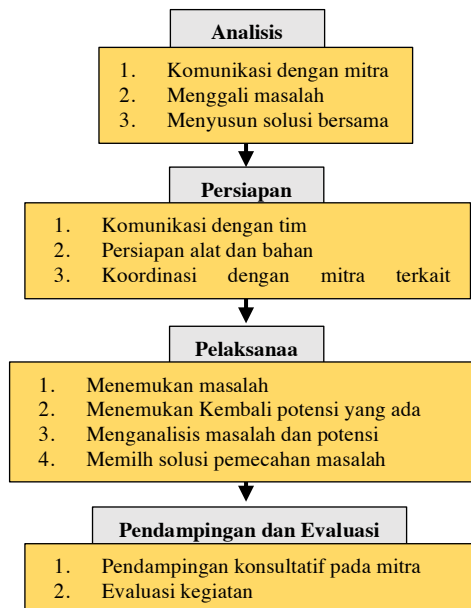 Analisis
1. Komunikasi dengan mitra
2. Menggali masalah
3. Menyusun solusi bersama
Persiapan
1. Komunikasi dengan tim
2. Persiapan alat dan bahan
3. Koordinasi dengan mitra terkait
Pelaksanaa
1. Menemukan masalah
2. Menemukan Kembali potensi yang ada
3. Menganalisis masalah dan potensi
4. Memilh solusi pemecahan masalah
Pendampingan dan Evaluasi
1. Pendampingan konsultatif pada mitra
2. Evaluasi kegiatan